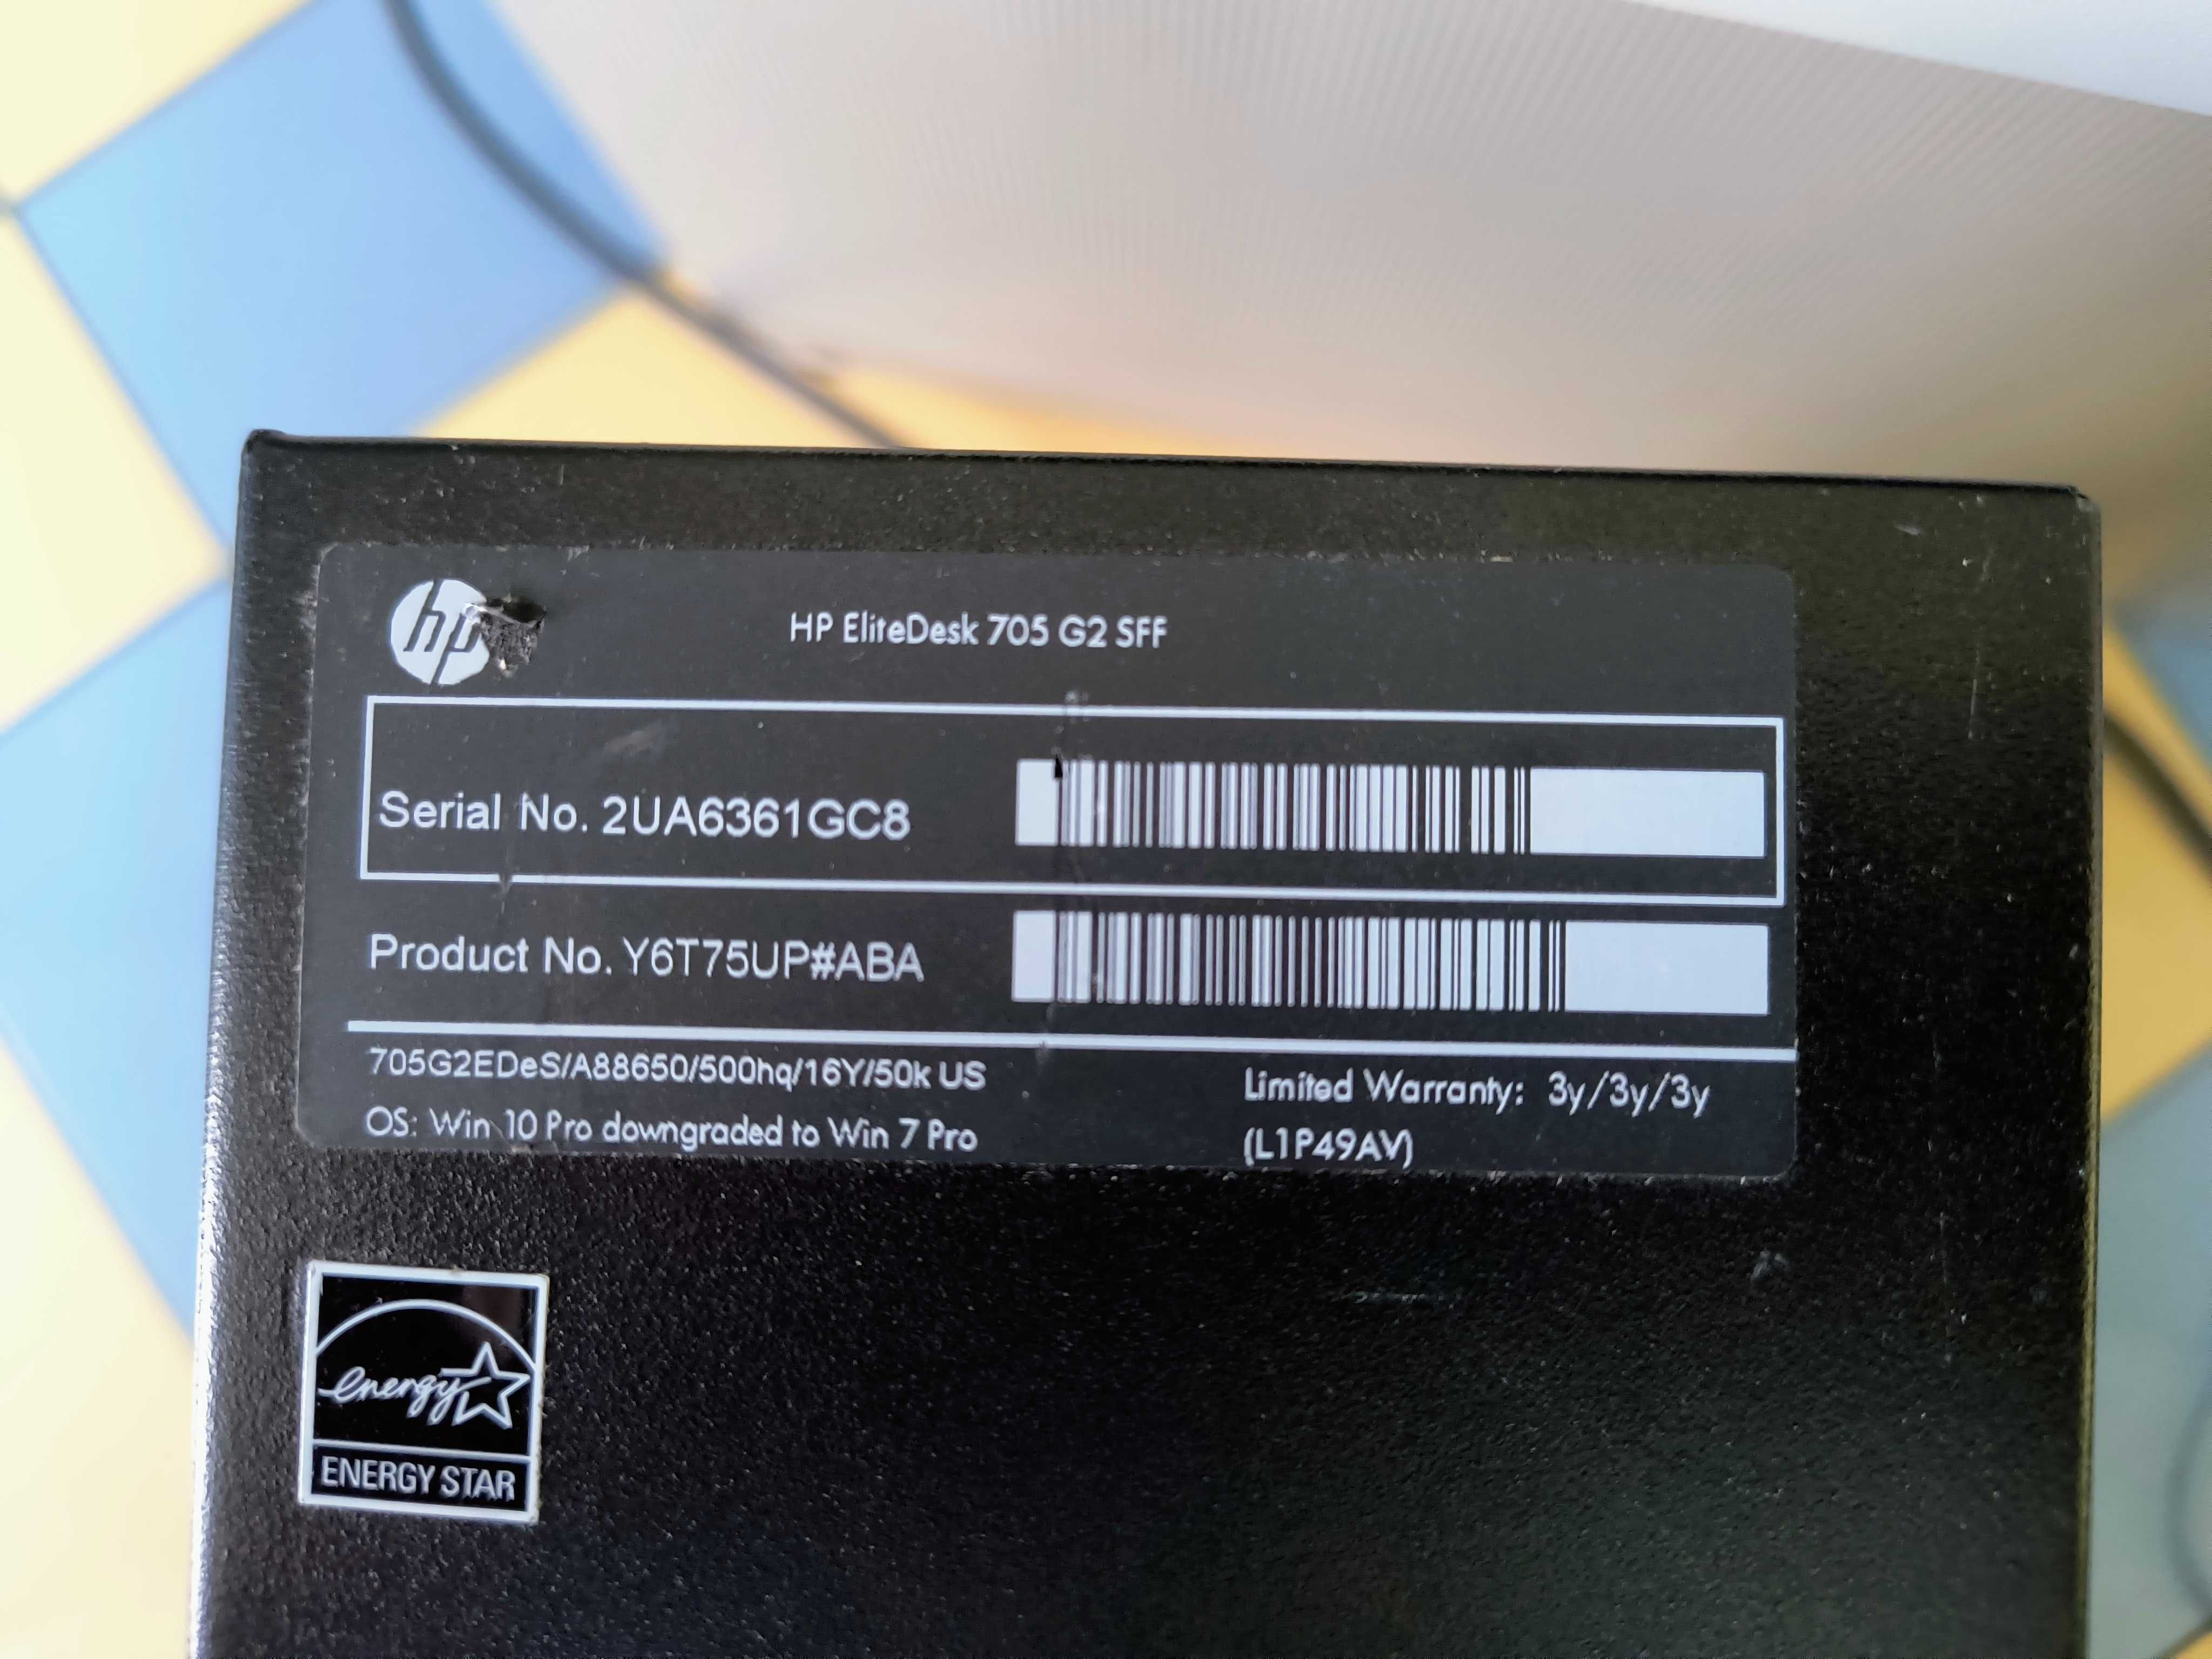 hp
HP EliteDesk 705 G2 SFF
Serial No. 2UA6361GC8
Product No. Y6T75UP#ABA
705G2EDeS/A88650/500hq/16Y/50k US
OS: Win 10 Pro downgraded to Win 7 Pro
Limited Warranty: 3y/3y/3y
(L1P49AV)
energy
ENERGY STAR